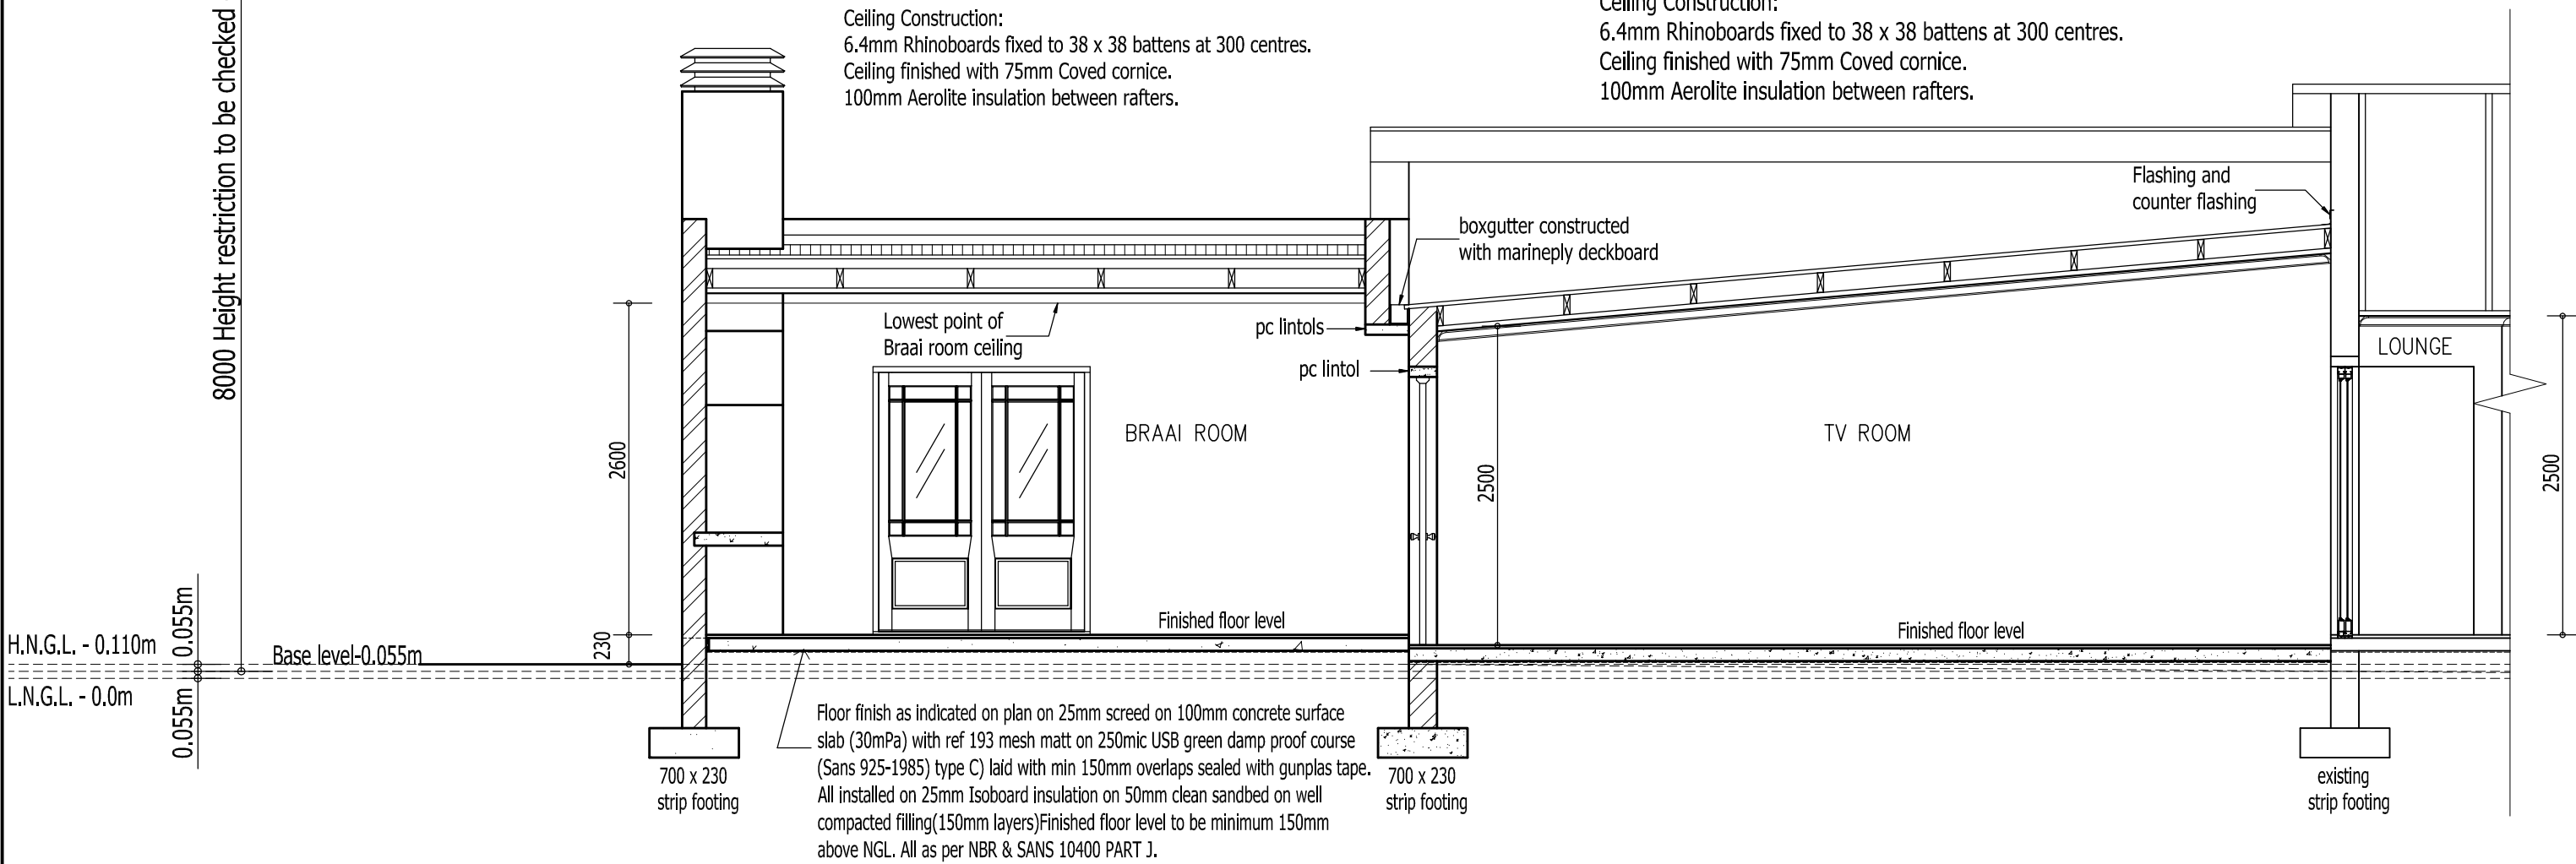 8000 Height restriction to be checked
Ceiling Construction:
6.4mm Rhinoboards fixed to 38 x 38 battens at 300 centres.
Ceiling finished with 75mm Coved cornice.
100mm Aerolite insulation between rafters.
Ceiling Construction:
6.4mm Rhinoboards fixed to 38 x 38 battens at 300 centres.
Ceiling finished with 75mm Coved cornice.
100mm Aerolite insulation between rafters.
Flashing and
counter flashing
boxgutter constructed
with marineply deckboard
Lowest point of
Braai room ceiling
pc lintols
pc lintol
LOUNGE
BRAAI ROOM
TV ROOM
2600
2500
2500
230
Finished floor level
Finished floor level
H.N.G.L. - 0.110m
0.055m
Base level-0.055m
L.N.G.L. - 0.0m
0.055m
Floor finish as indicated on plan on 25mm screed on 100mm concrete surface
slab (30mPa) with ref 193 mesh matt on 250mic USB green damp proof course
(Sans 925-1985) type C) laid with min 150mm overlaps sealed with gunplas tape.
All installed on 25mm Isoboard insulation on 50mm clean sandbed on well
compacted filling(150mm layers)Finished floor level to be minimum 150mm
above NGL. All as per NBR & SANS 10400 PART J.
700 x 230
strip footing
700 x 230
strip footing
existing
strip footing